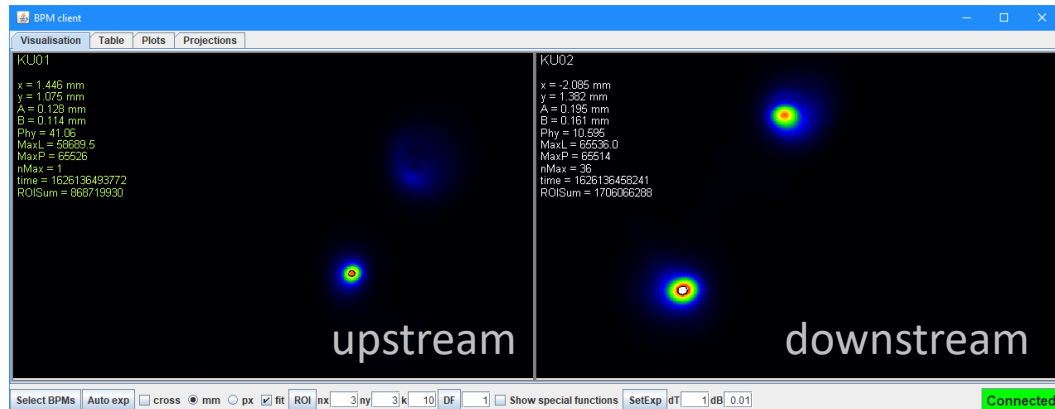 BPM client
Visualisation Table Plots Projections
KU01
x = 1.446 mm
y = 1.075 mm
A = 0.128 mm
B = 0.114 mm
Phy = 41.06
MaxL = 58689.5
MaxP = 65526
nMax = 1
time = 1626136493772
ROISum = 868719930
upstream
KU02
x = -2.085 mm
y = 1.382 mm
A = 0.195 mm
B = 0.161 mm
Phy = 10.595
MaxL = 65536.0
MaxP = 65514
nMax = 36
time = 1626136458241
ROISum = 1706066288
downstream
Select BPMs Auto exp cross mm px fit ROI nx 3 ny 3 k 10 DF 1 Show special functions SetExp dT 1 dB 0.01 Connected